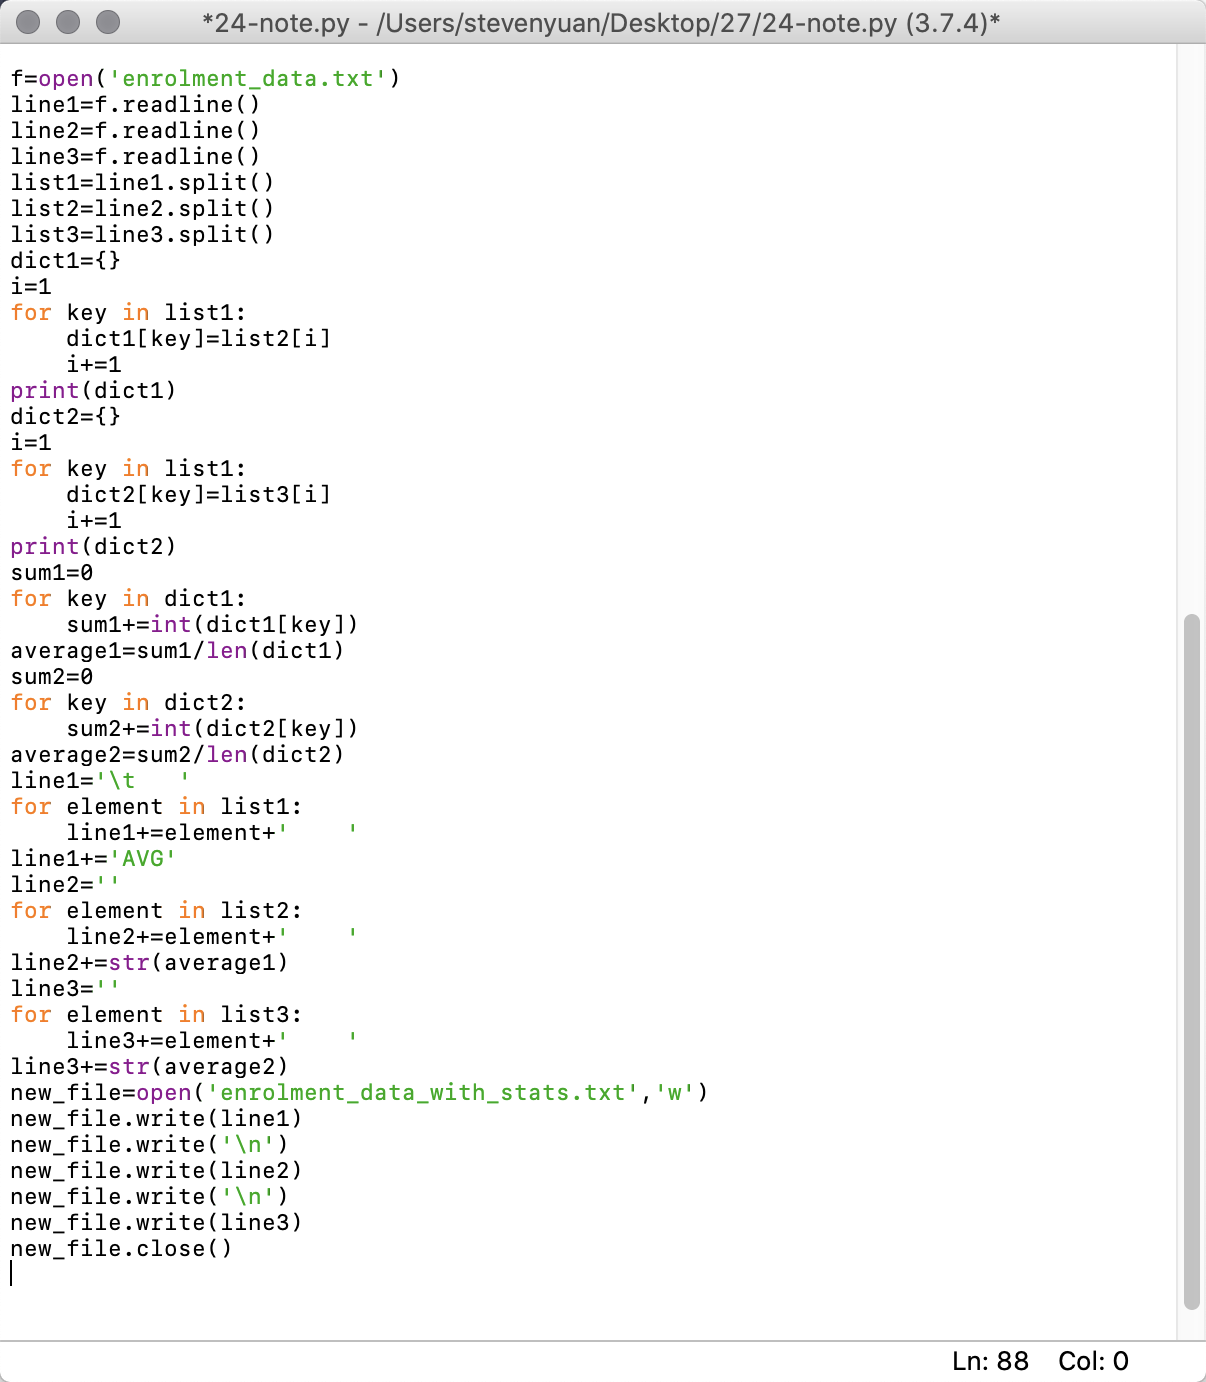 *24-note.py - /Users/stevenyuan/Desktop/27/24-note.py (3.7.4)*
f=open('enrolment_data.txt')
line1=f.readline()
line2=f.readline()
line3=f.readline()
list1=line1.split()
list2=line2.split()
list3=line3.split()
dict1={}
i=1
for key in list1:
    dict1[key]=list2[i]
    i+=1
print(dict1)
dict2={}
i=1
for key in list1:
    dict2[key]=list3[i]
    i+=1
print(dict2)
sum1=0
for key in dict1:
    sum1+=int(dict1[key])
average1=sum1/len(dict1)
sum2=0
for key in dict2:
    sum2+=int(dict2[key])
average2=sum2/len(dict2)
line1='\t   '
for element in list1:
    line1+=element+'    '
line1+='AVG'
line2=''
for element in list2:
    line2+=element+'    '
line2+=str(average1)
line3=''
for element in list3:
    line3+=element+'    '
line3+=str(average2)
new_file=open('enrolment_data_with_stats.txt','w')
new_file.write(line1)
new_file.write('\n')
new_file.write(line2)
new_file.write('\n')
new_file.write(line3)
new_file.close()
Ln: 88 Col: 0